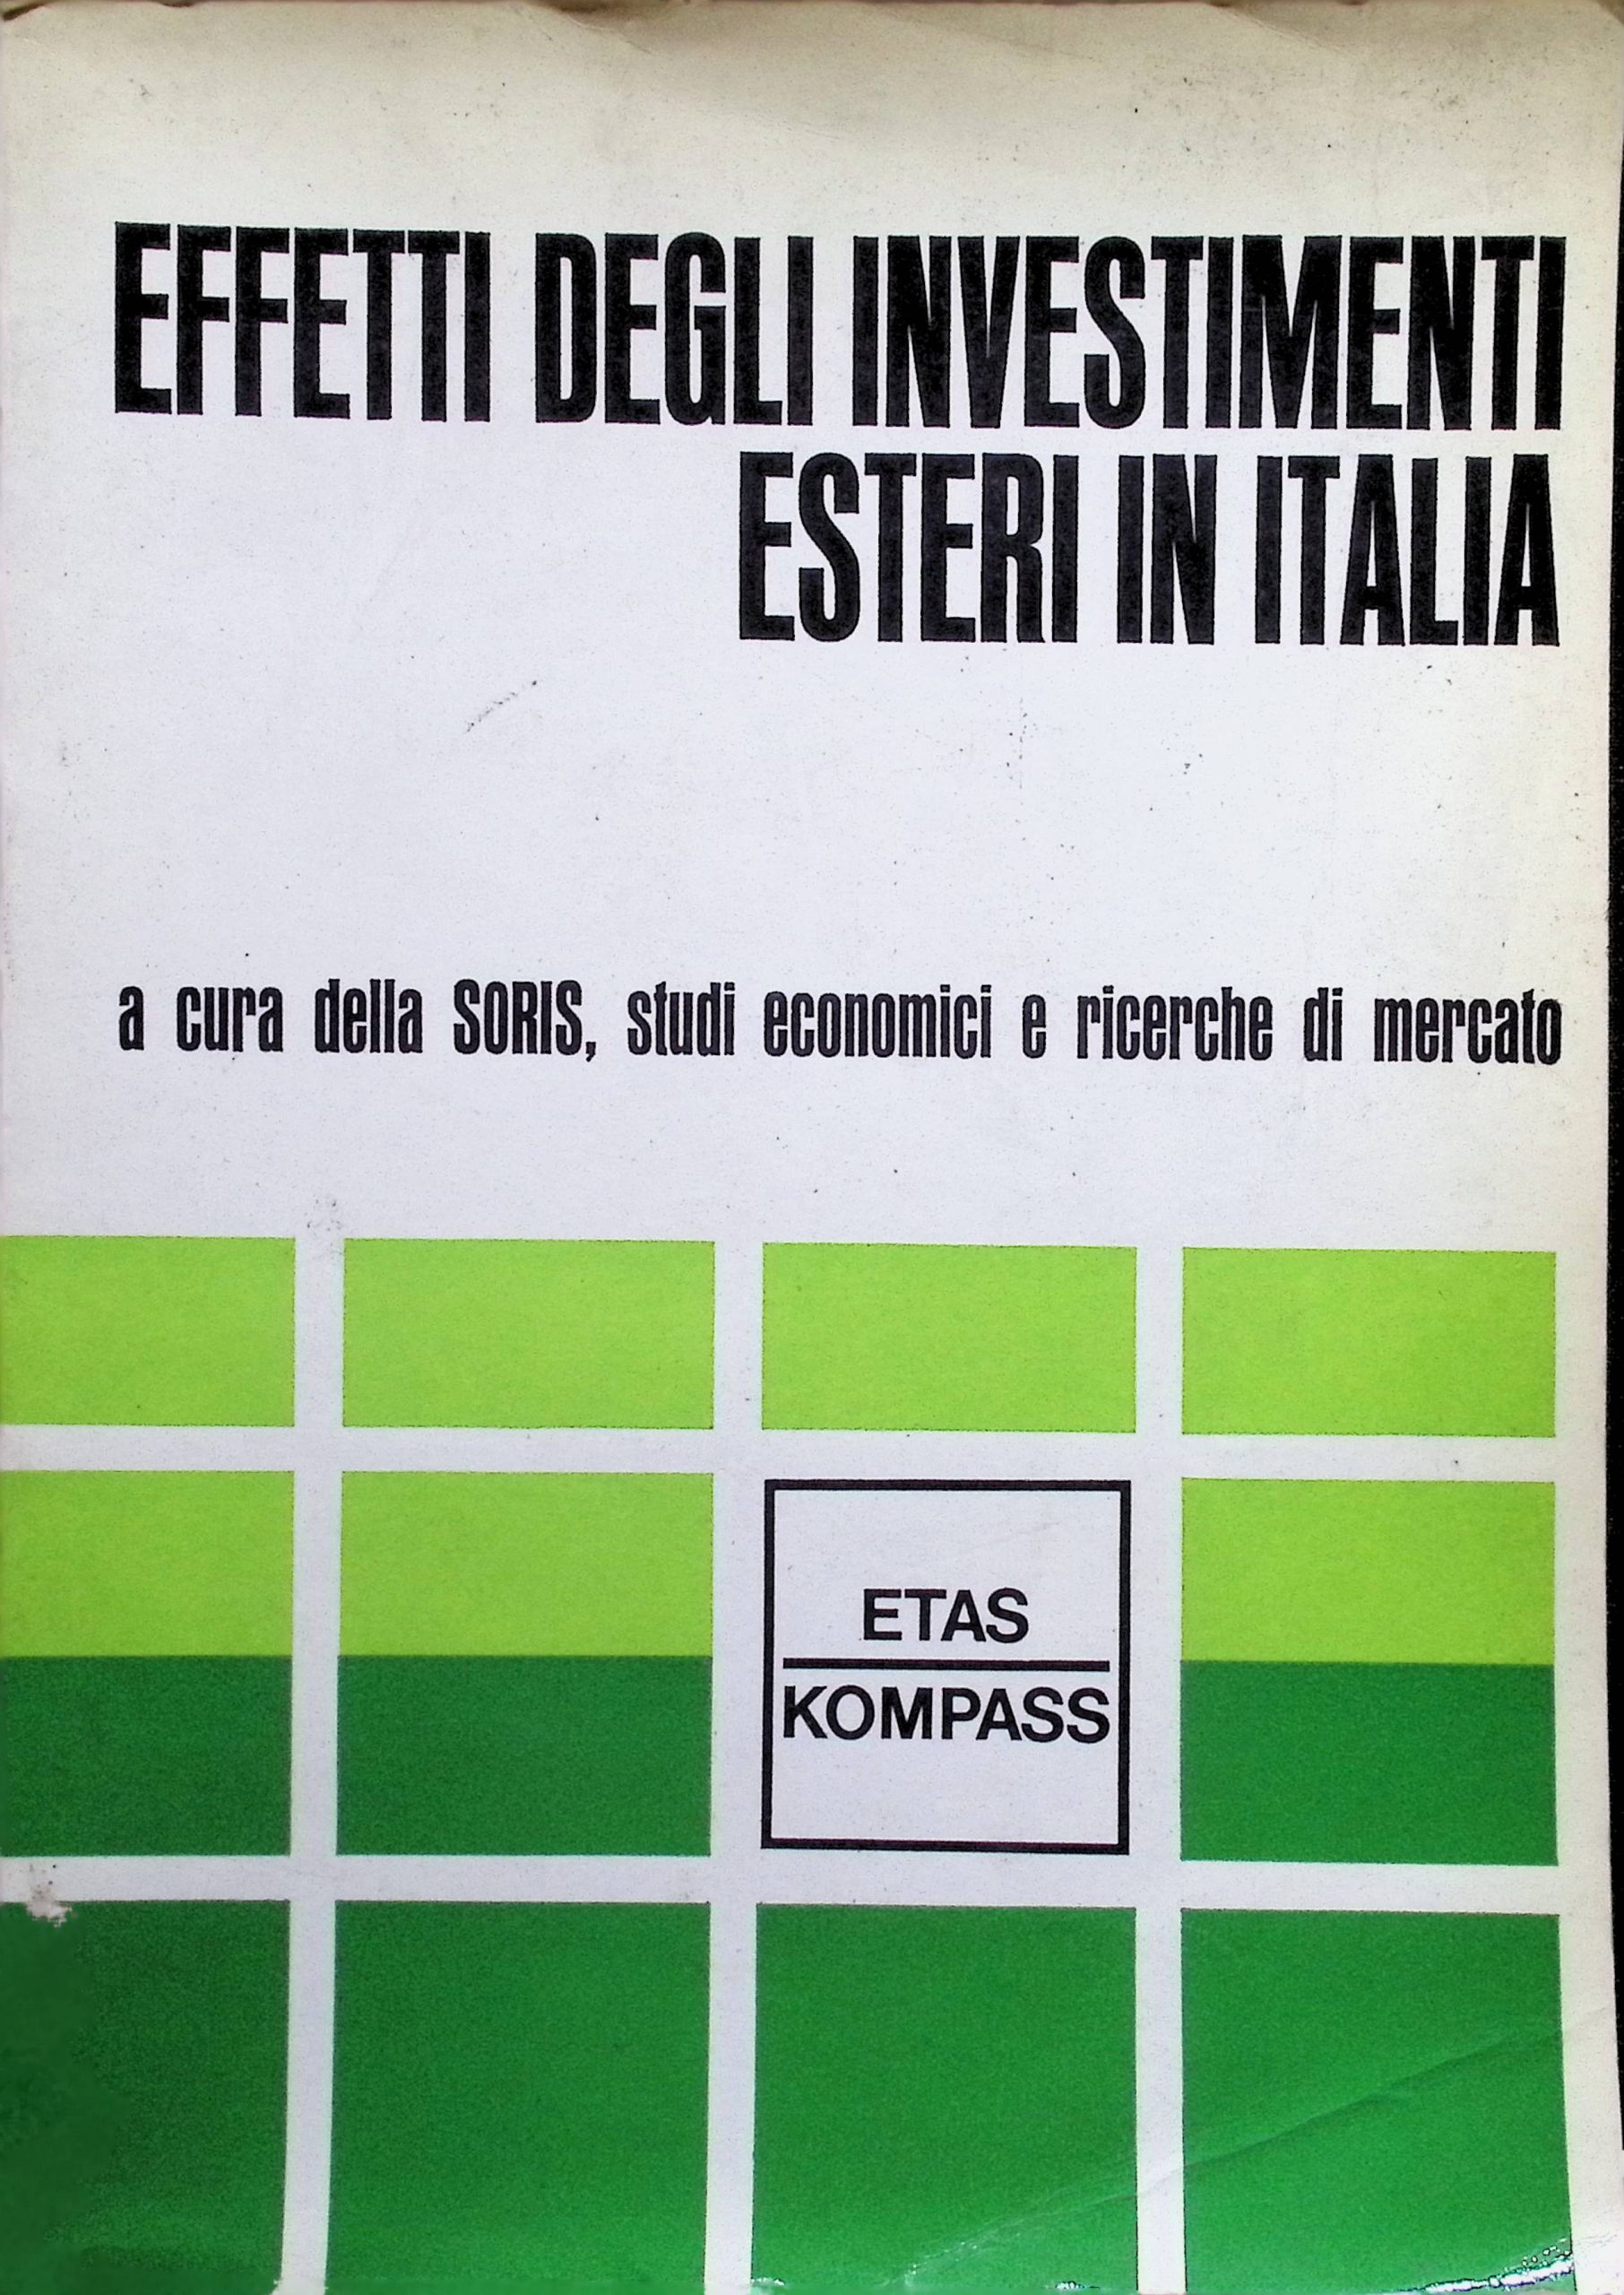 EFFETTI DEGLI INVESTIMENTI
ESTERI IN ITALIA
a cura della SORIS, studi economici e ricerche di mercato
ETAS
KOMPASS